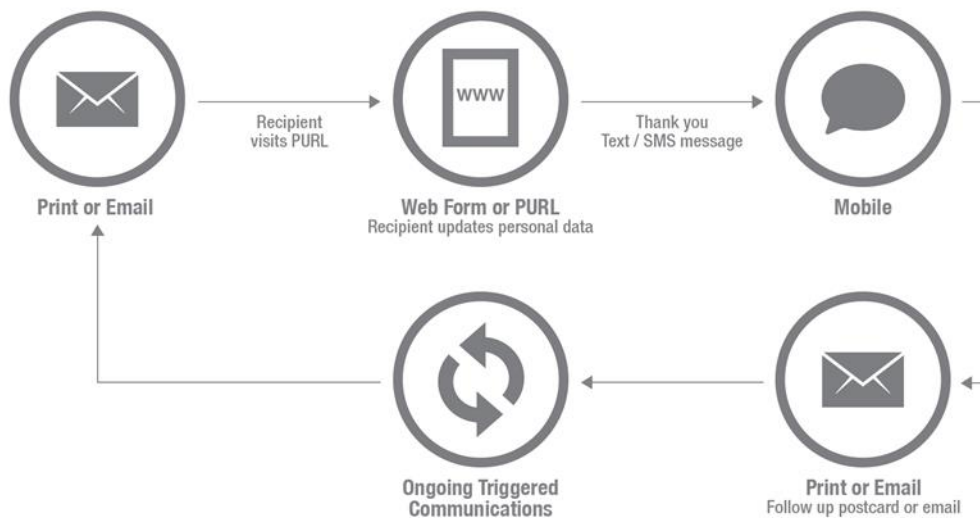 www
Recipient
visits PURL
Thank you
Text / SMS message
Print or Email
Web Form or PURL
Recipient updates personal data
Mobile
Ongoing Triggered
Communications
Print or Email
Follow up postcard or email